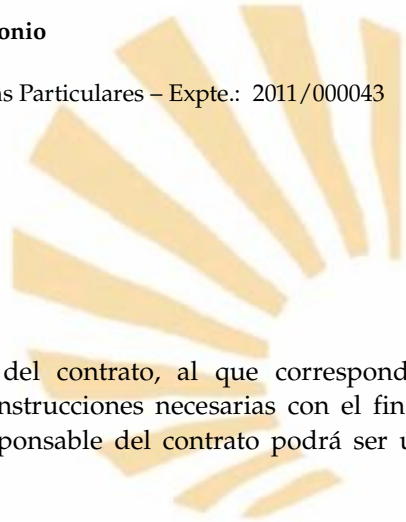 onio
s Particulares – Expte.: 2011/000043
del contrato, al que correspond
nstrucciones necesarias con el fin
ponsable del contrato podrá ser u